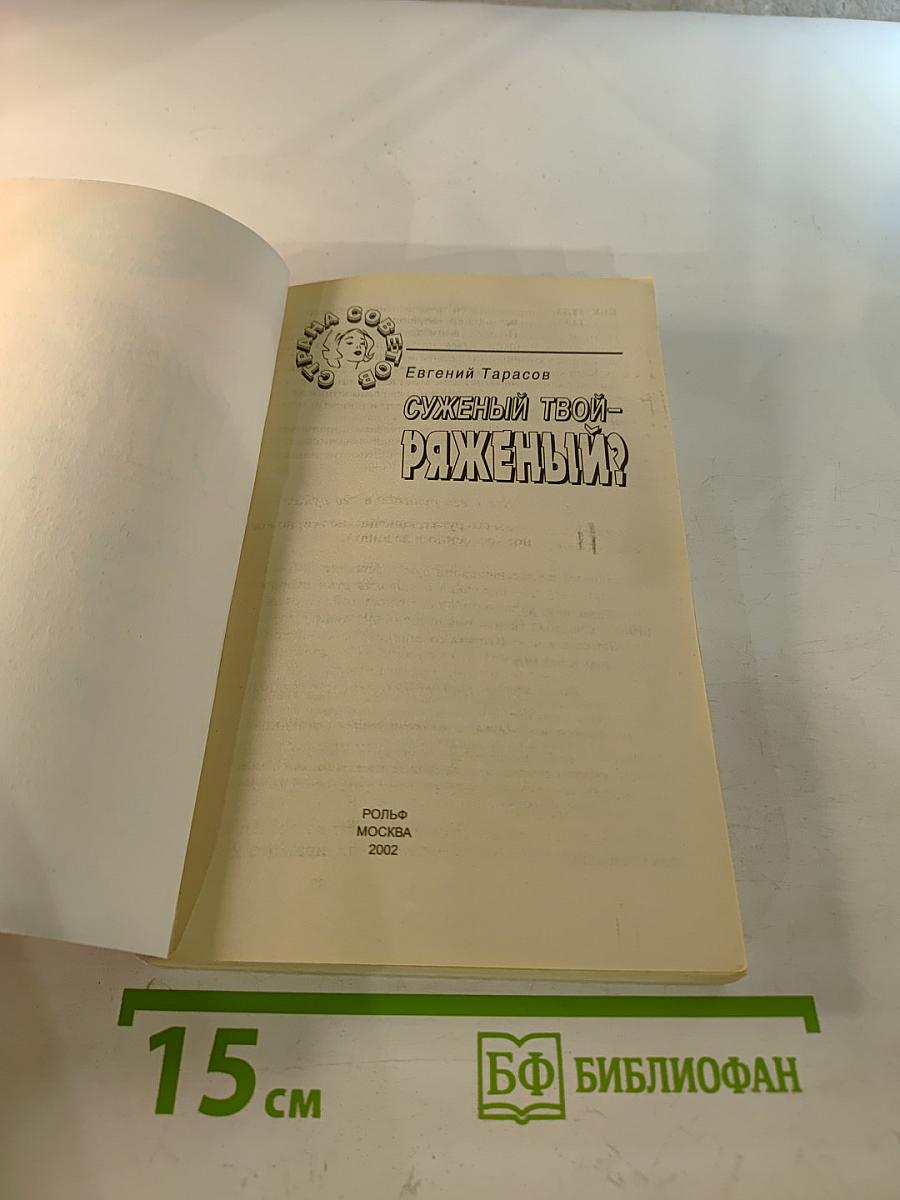 СТРАНА СОВЕТОВ
Евгений Тарасов
СУЖЕНЫЙ ТВОЙ–
РЯЖЕНЫЙ?
РОЛЬФ
МОСКВА
2002
15 см
БФ БИБЛИОФАН